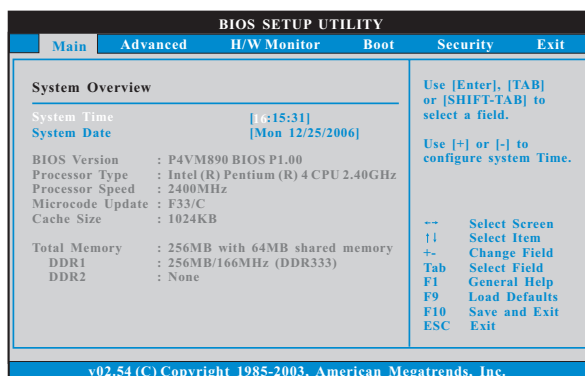 BIOS SETUP UTILITY
Main Advanced H/W Monitor Boot Security Exit
System Overview
System Time [16:15:31]
System Date [Mon 12/25/2006]
BIOS Version : P4VM890 BIOS P1.00
Processor Type : Intel (R) Pentium (R) 4 CPU 2.40GHz
Processor Speed : 2400MHz
Microcode Update : F33/C
Cache Size : 1024KB
Total Memory : 256MB with 64MB shared memory
DDR1 : 256MB/166MHz (DDR333)
DDR2 : None
Use [Enter], [TAB]
or [SHIFT-TAB] to
select a field.
Use [+] or [-] to
configure system Time.
←→ Select Screen
↑↓ Select Item
+- Change Field
Tab Select Field
F1 General Help
F9 Load Defaults
F10 Save and Exit
ESC Exit
v02.54 (C) Copyright 1985-2003, American Megatrends, Inc.